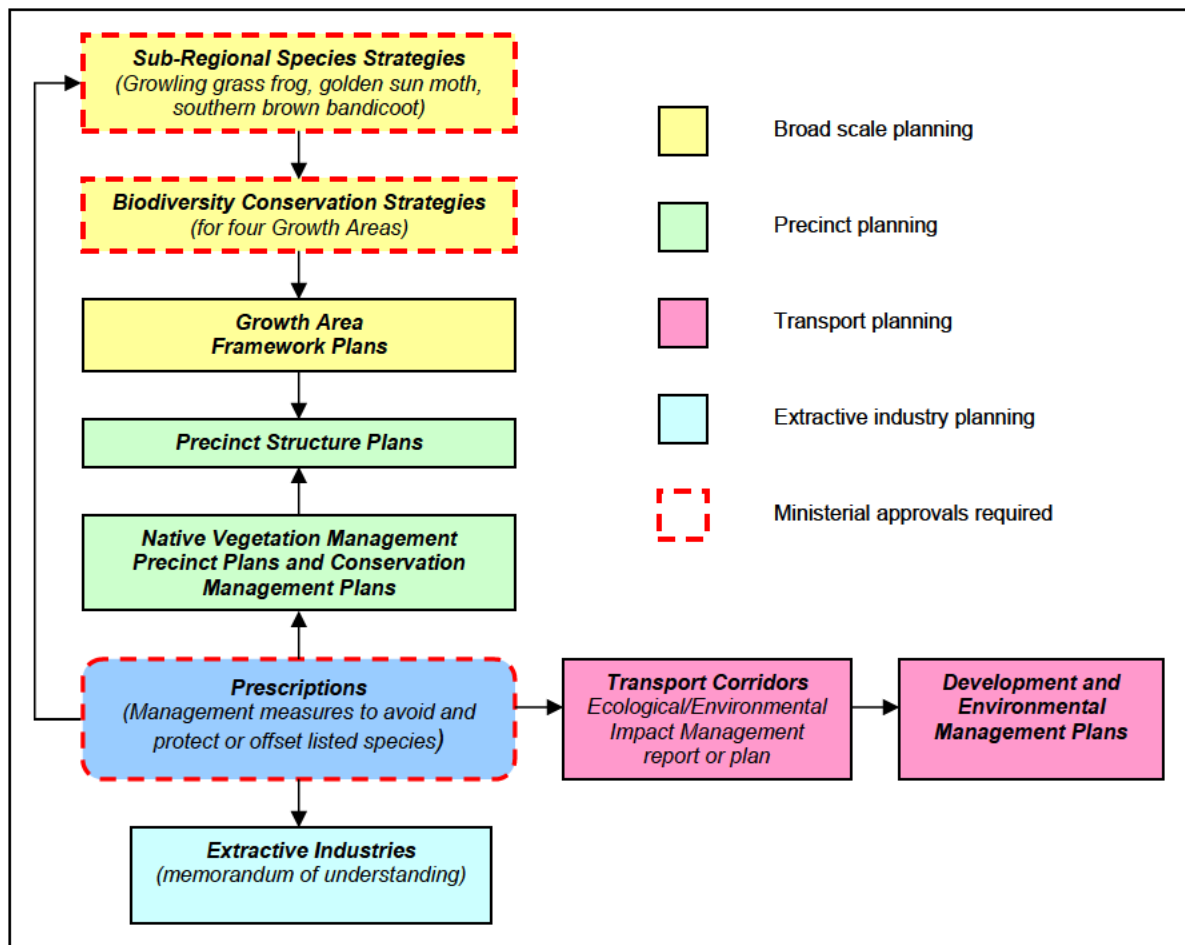 Sub-Regional Species Strategies
(Growling grass frog, golden sun moth,
southern brown bandicoot)
Biodiversity Conservation Strategies
(for four Growth Areas)
Growth Area
Framework Plans
Precinct Structure Plans
Native Vegetation Management
Precinct Plans and Conservation
Management Plans
Prescriptions
(Management measures to avoid and
protect or offset listed species)
Transport Corridors
Ecological/Environmental
Impact Management
report or plan
Development and
Environmental
Management Plans
Extractive Industries
(memorandum of understanding)
Broad scale planning
Precinct planning
Transport planning
Extractive industry planning
Ministerial approvals required